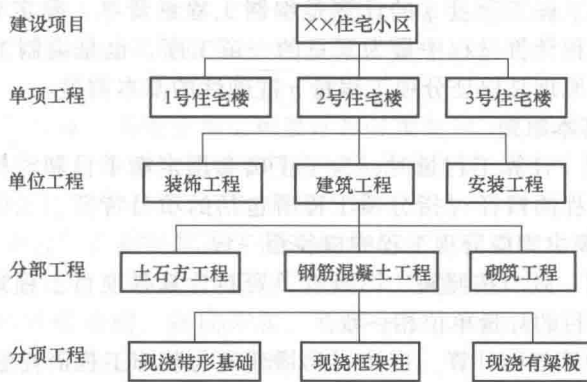 建设项目 ××住宅小区
单项工程 1号住宅楼 2号住宅楼 3号住宅楼
单位工程 装饰工程 建筑工程 安装工程
分部工程 土石方工程 钢筋混凝土工程 砌筑工程
分项工程 现浇带形基础 现浇框架柱 现浇有梁板